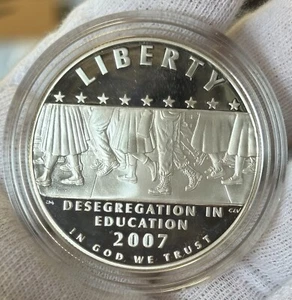 LIBERTY
DESEGREGATION IN
EDUCATION
2007
IN GOD WE TRUST